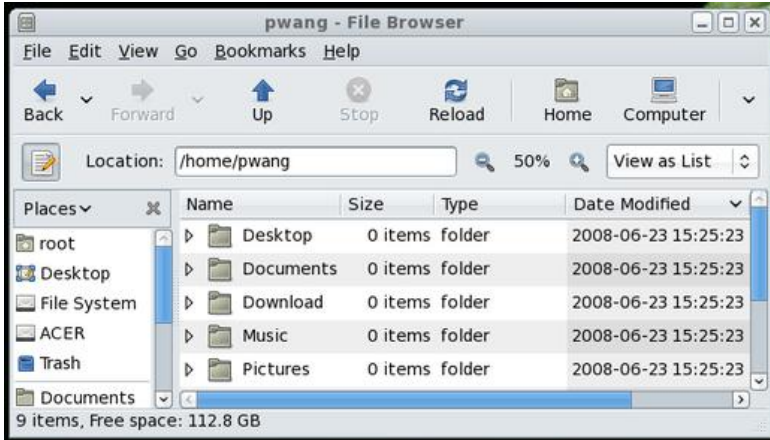 pwang - File Browser
File Edit View Go Bookmarks Help
Back Forward Up Stop Reload Home Computer
Location: /home/pwang 50% View as List
Places Name Size Type Date Modified
root Desktop 0 items folder 2008-06-23 15:25:23
Desktop Documents 0 items folder 2008-06-23 15:25:23
File System Download 0 items folder 2008-06-23 15:25:23
ACER Music 0 items folder 2008-06-23 15:25:23
Trash Pictures 0 items folder 2008-06-23 15:25:23
Documents
9 items, Free space: 112.8 GB